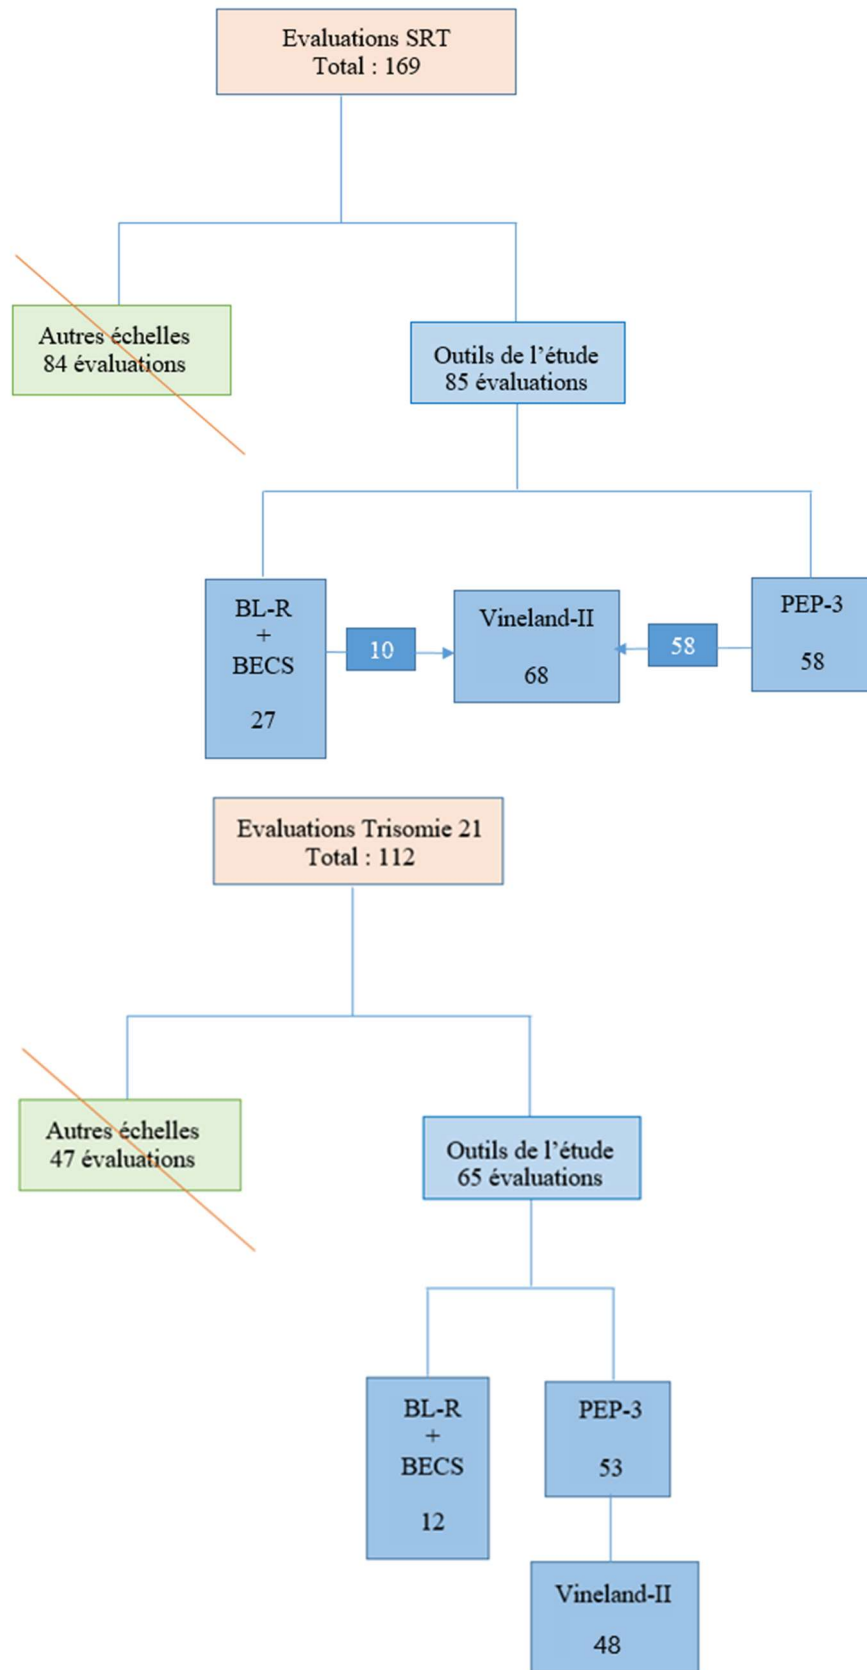 Evaluations SRT
Total : 169
Autres échelles
84 évaluations
Outils de l’étude
85 évaluations
BL-R
+
BECS
27
10
Vineland-II
68
58
PEP-3
58
Evaluations Trisomie 21
Total : 112
Autres échelles
47 évaluations
Outils de l’étude
65 évaluations
BL-R
+
BECS
12
PEP-3
53
Vineland-II
48